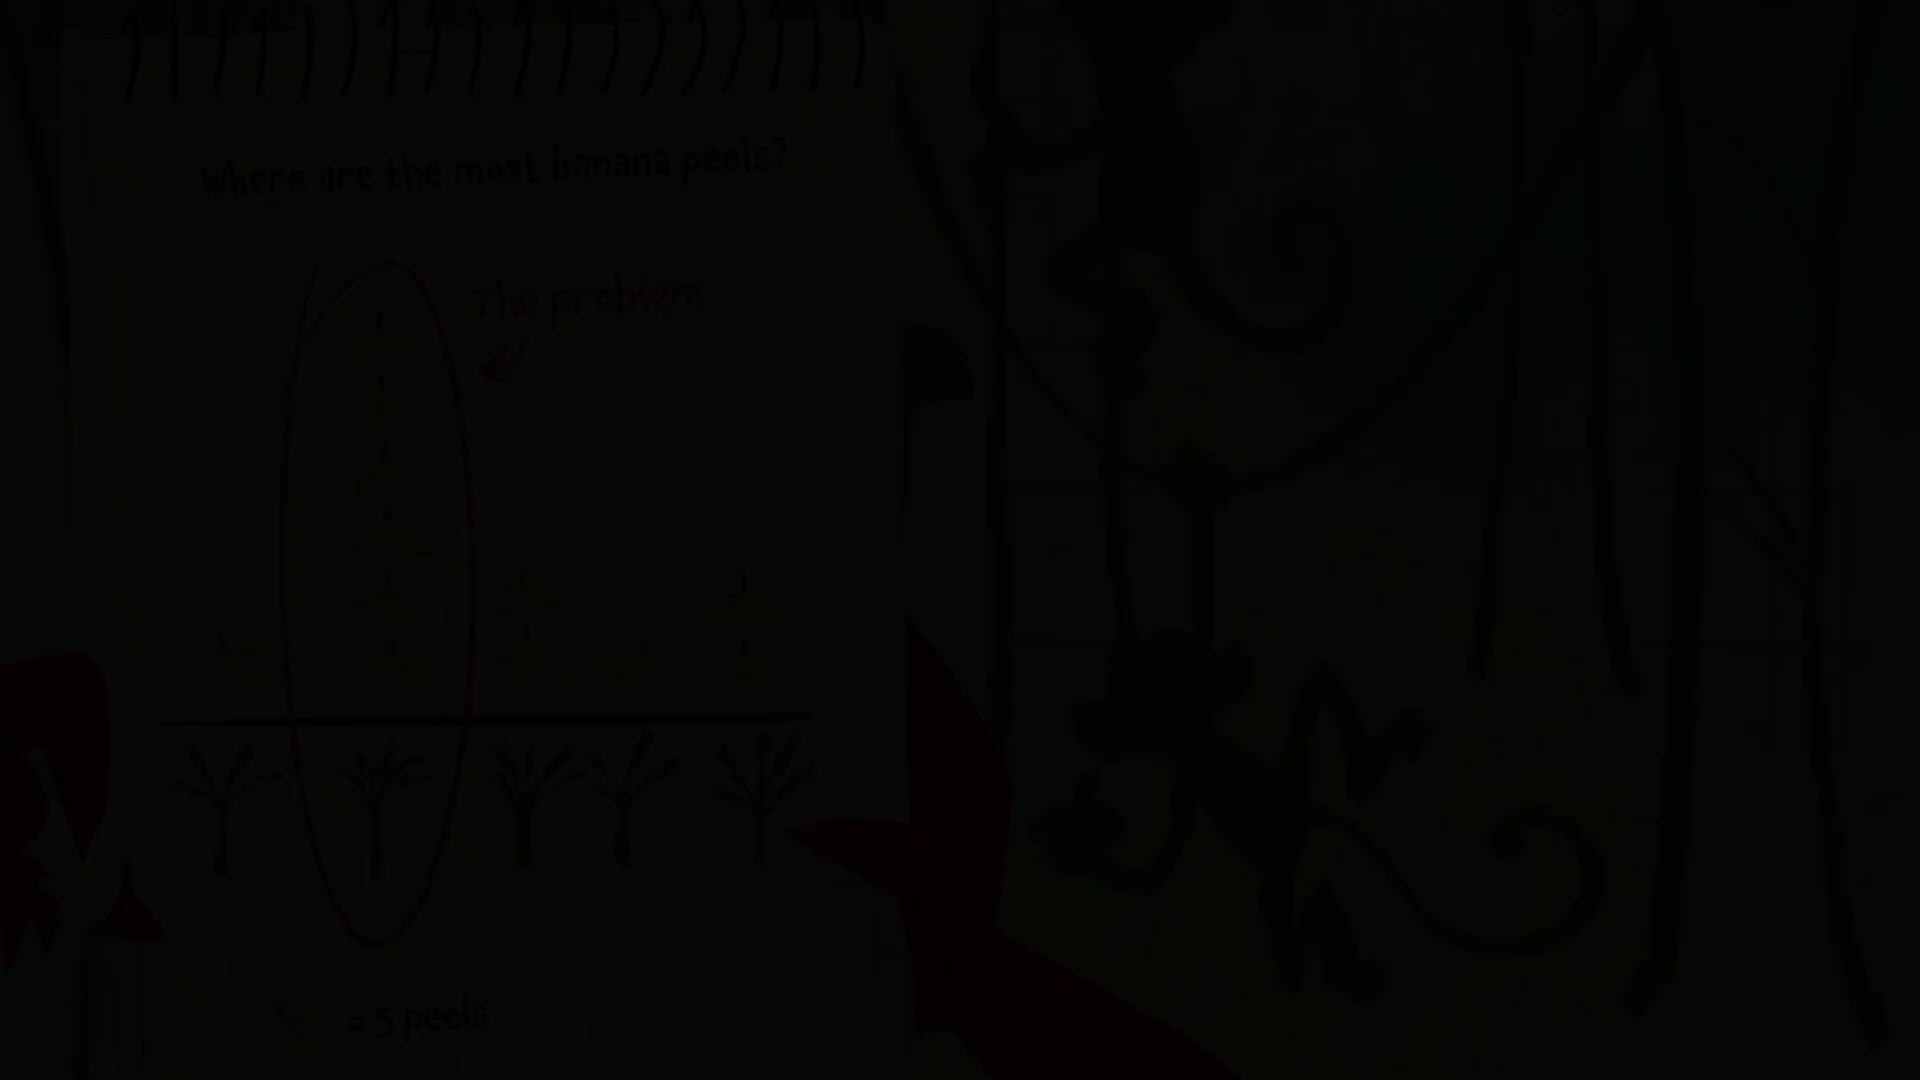 Where are the most banana peels?
The problem
= 5 peels